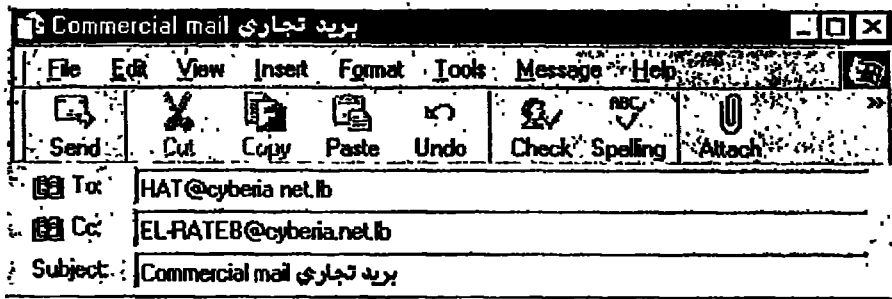 Commercial mail بريد تجاري
File Edit View Insert Format Tools Message Help
Send Cut Copy Paste Undo Check Spelling Attach
To: HAT@cyberia.net.lb
Cc: EL-RATEB@cyberia.net.lb
Subject: Commercial mail بريد تجاري